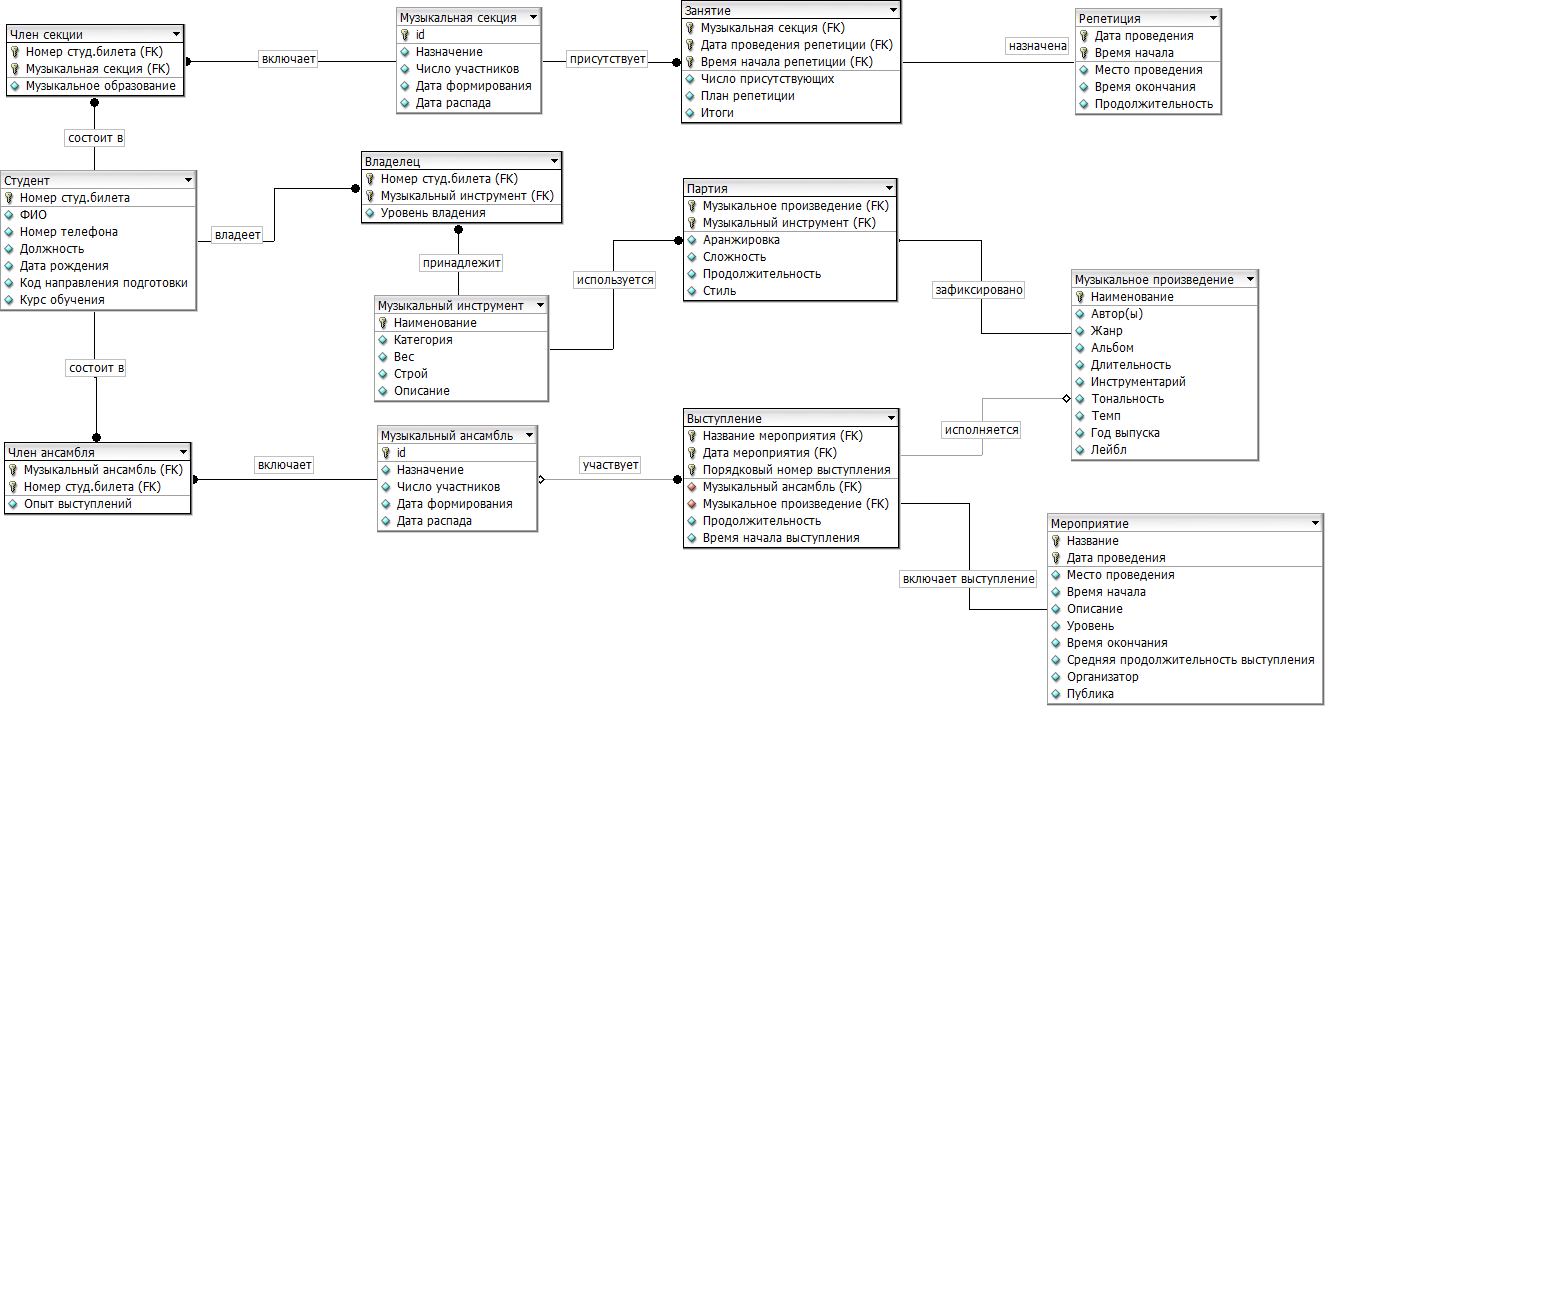 Член секции
Номер студ.билета (FK)
Музыкальная секция (FK)
Музыкальное образование
включает
Музыкальная секция
id
Назначение
Число участников
Дата формирования
Дата распада
присутствует
Занятие
Музыкальная секция (FK)
Дата проведения репетиции (FK)
Время начала репетиции (FK)
Число присутствующих
План репетиции
Итоги
назначена
Репетиция
Дата проведения
Время начала
Место проведения
Время окончания
Продолжительность
состоит в
Студент
Номер студ.билета
ФИО
Номер телефона
Должность
Дата рождения
Код направления подготовки
Курс обучения
владеет
Владелец
Номер студ.билета (FK)
Музыкальный инструмент (FK)
Уровень владения
принадлежит
Музыкальный инструмент
Наименование
Категория
Вес
Строй
Описание
используется
Партия
Музыкальное произведение (FK)
Музыкальный инструмент (FK)
Аранжировка
Сложность
Продолжительность
Стиль
зафиксировано
Музыкальное произведение
Наименование
Автор(ы)
Жанр
Альбом
Длительность
Инструментарий
Тональность
Темп
Год выпуска
Лейбл
состоит в
Член ансамбля
Музыкальный ансамбль (FK)
Номер студ.билета (FK)
Опыт выступлений
включает
Музыкальный ансамбль
id
Назначение
Число участников
Дата формирования
Дата распада
участвует
Выступление
Название мероприятия (FK)
Дата мероприятия (FK)
Порядковый номер выступления
Музыкальный ансамбль (FK)
Музыкальное произведение (FK)
Продолжительность
Время начала выступления
исполняется
включает выступление
Мероприятие
Название
Дата проведения
Место проведения
Время начала
Описание
Уровень
Время окончания
Средняя продолжительность выступления
Организатор
Публика